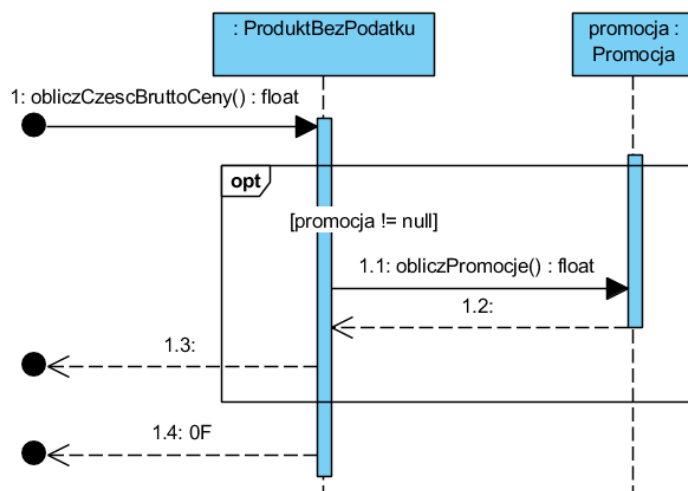 : ProduktBezPodatku
promocja :
Promocja
1: obliczCzescBruttoCeny() : float
opt
[promocja != null]
1.1: obliczPromocje() : float
1.2:
1.3:
1.4: 0F